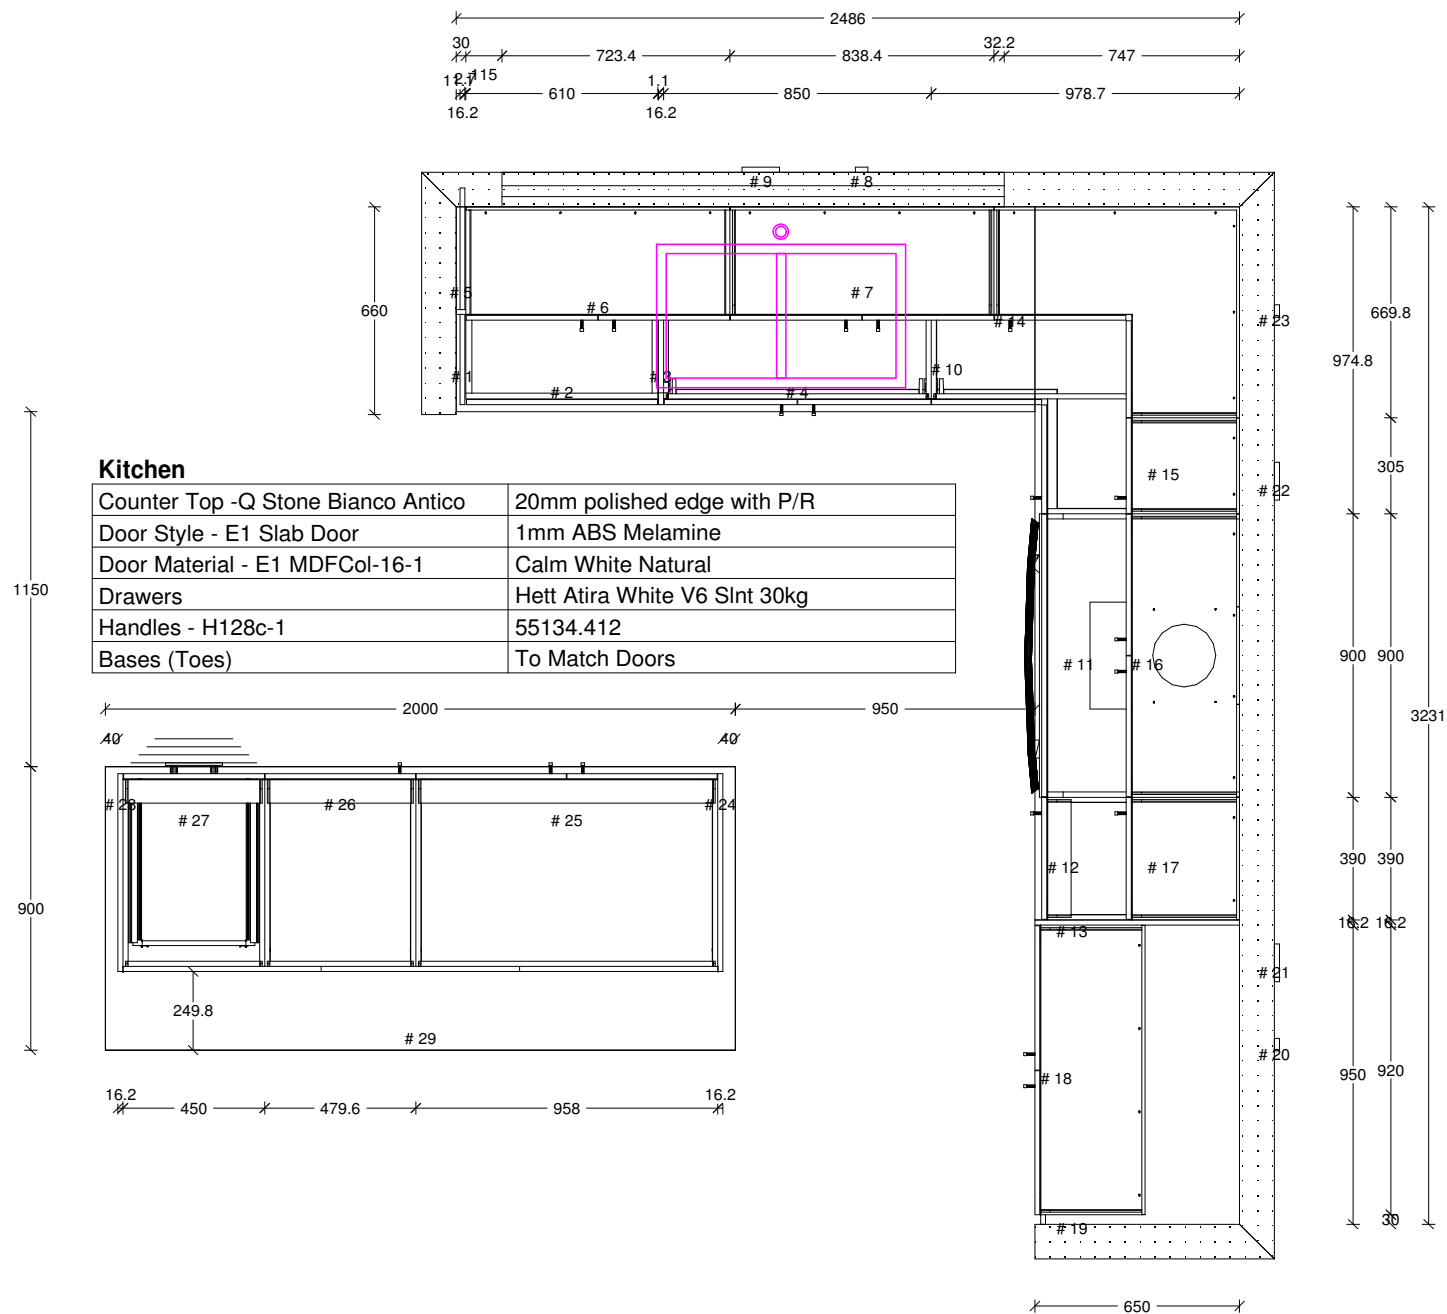 2486
30 723.4 838.4 32.2 747
115
610 1.1 850 978.7
16.2 16.2
# 9 # 8
# 5 # 6 # 7 # 14 # 23
660 669.8
974.8
# 1 # 2 # 3 # 4 # 10
Kitchen
Counter Top -Q Stone Bianco Antico 20mm polished edge with P/R
Door Style - E1 Slab Door 1mm ABS Melamine
Door Material - E1 MDFCol-16-1 Calm White Natural
Drawers Hett Atira White V6 Slnt 30kg
Handles - H128c-1 55134.412
Bases (Toes) To Match Doors
# 15 305
# 22
1150
# 11 # 16 900 900
2000 950 3231
40 40
# 28 # 27 # 26 # 25 # 24
# 12 # 17 390 390
900
16.2 16.2
# 13
# 21
249.8
# 29
# 20
# 18 950 920
16.2 450 479.6 958 16.2
# 19 30
650